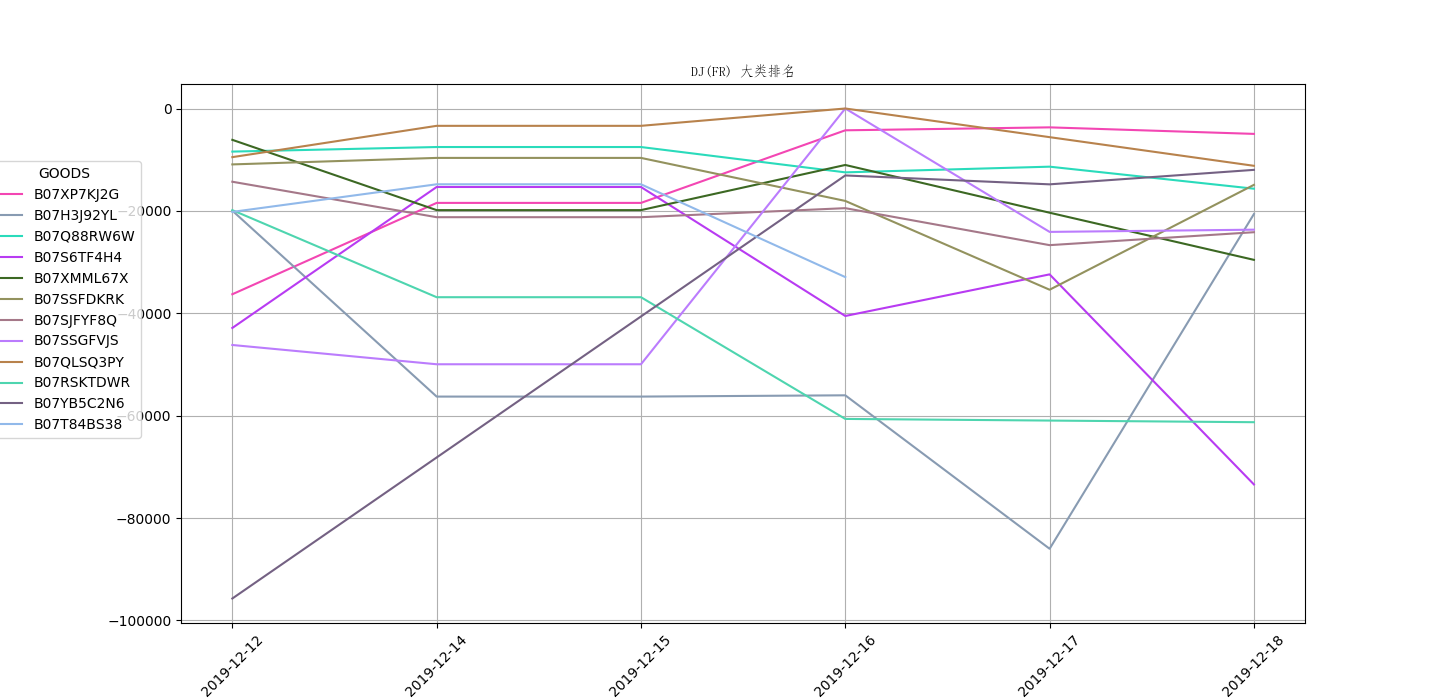 DJ(FR) 大类排名
0
−20000
−40000
−60000
−80000
−100000
GOODS
B07XP7KJ2G
B07H3J92YL
B07Q88RW6W
B07S6TF4H4
B07XMML67X
B07SSFDKRK
B07SJFYF8Q
B07SSGFVJS
B07QLSQ3PY
B07RSKTDWR
B07YB5C2N6
B07T84BS38
2019-12-12
2019-12-14
2019-12-15
2019-12-16
2019-12-17
2019-12-18